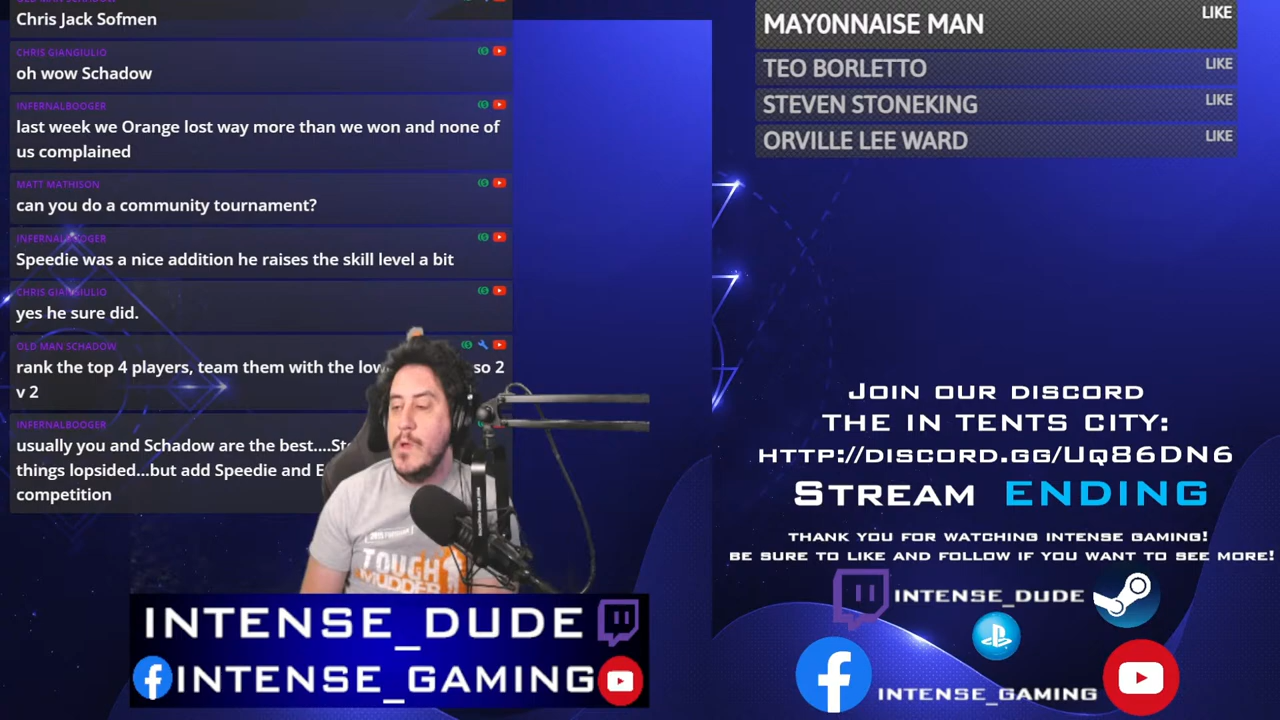 Chris Jack Sofmen
CHRIS GIANGIULIO
oh wow Schadow
INFERNALBOOGER
last week we Orange lost way more than we won and none of
us complained
MATT MATHISON
can you do a community tournament?
INFERNALBOOGER
Speedie was a nice addition he raises the skill level a bit
CHRIS GIANGIULIO
yes he sure did.
OLD MAN SCHADOW
rank the top 4 players, team them with the low so 2
v 2
INFERNALBOOGER
usually you and Schadow are the best....
things lopsided...but add Speedie and
competition
TOUGH
MUDDER
INTENSE_DUDE
INTENSE_GAMING
MAY0NNAISE MAN LIKE
TEO BORLETTO LIKE
STEVEN STONEKING LIKE
ORVILLE LEE WARD LIKE
JOIN OUR DISCORD
THE IN TENTS CITY:
HTTP://DISCORD.GG/UQ86DN6
STREAM ENDING
THANK YOU FOR WATCHING INTENSE GAMING!
BE SURE TO LIKE AND FOLLOW IF YOU WANT TO SEE MORE!
INTENSE_DUDE
INTENSE_GAMING